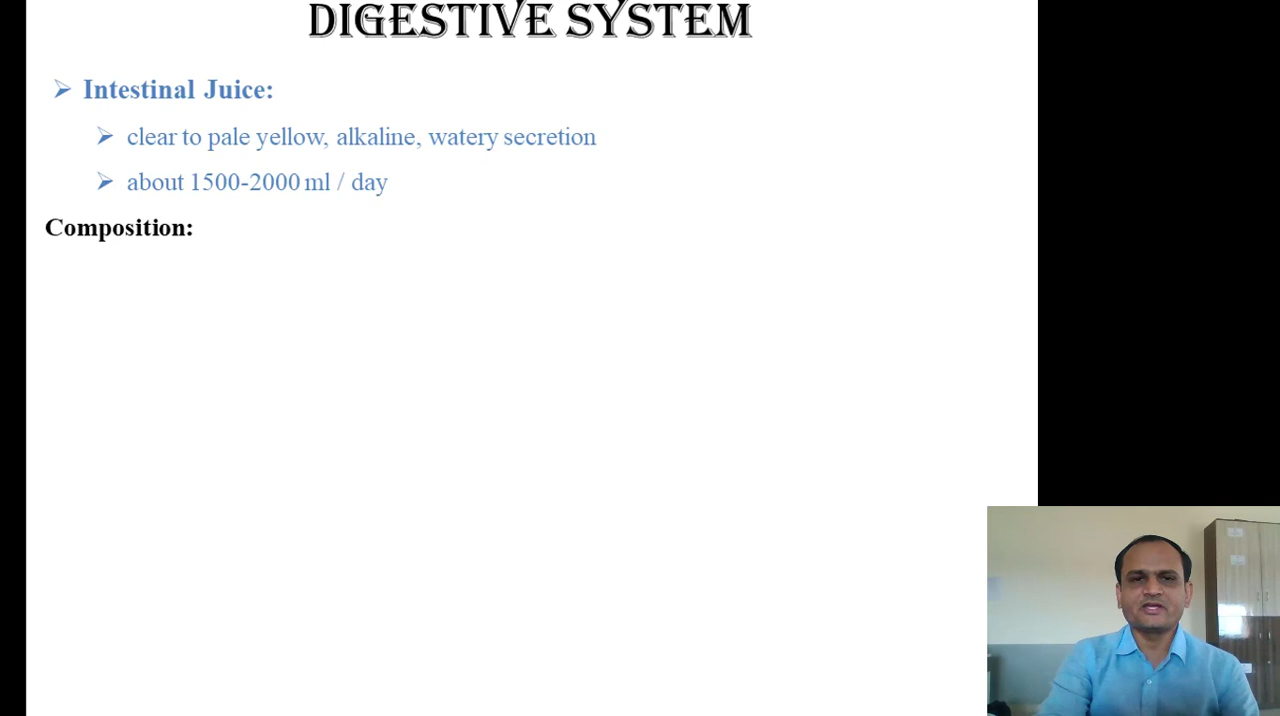 DIGESTIVE SYSTEM
➢ Intestinal Juice:
➢ clear to pale yellow, alkaline, watery secretion
➢ about 1500-2000 ml / day
Composition: